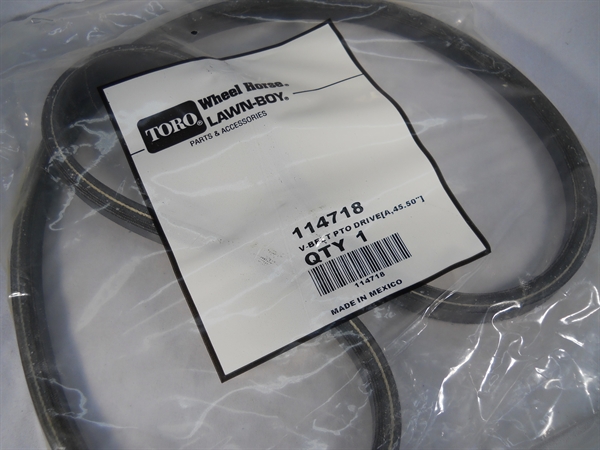 TORO®
Wheel Horse®
LAWN-BOY®
PARTS & ACCESSORIES
114718
V-BELT PTO DRIVE[A,45.50"]
QTY 1
114718
MADE IN MEXICO